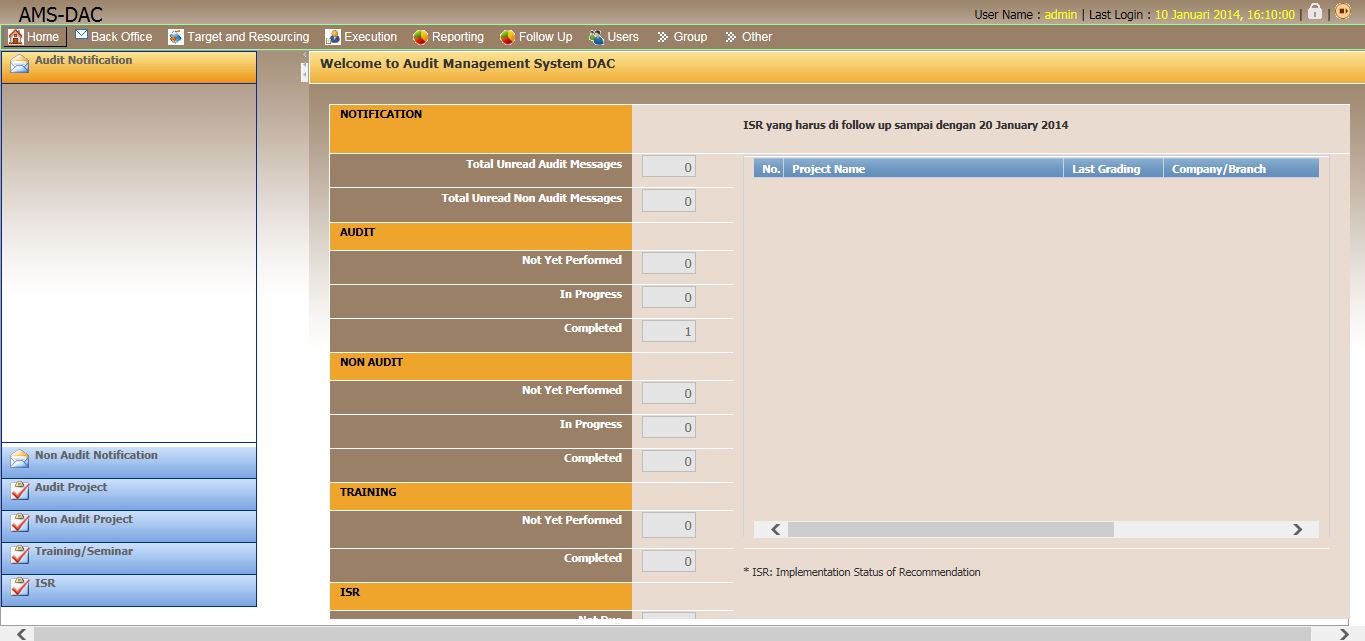 AMS-DAC
User Name : admin | Last Login : 10 Januari 2014, 16:10:00 | |
Home Back Office Target and Resourcing Execution Reporting Follow Up Users Group Other
Audit Notification
Non Audit Notification
Audit Project
Non Audit Project
Training/Seminar
ISR
Welcome to Audit Management System DAC
NOTIFICATION
Total Unread Audit Messages 0
Total Unread Non Audit Messages 0
AUDIT
Not Yet Performed 0
In Progress 0
Completed 1
NON AUDIT
Not Yet Performed 0
In Progress 0
Completed 0
TRAINING
Not Yet Performed 0
Completed 0
ISR
Not Due
ISR yang harus di follow up sampai dengan 20 January 2014
No. Project Name Last Grading Company/Branch
* ISR: Implementation Status of Recommendation